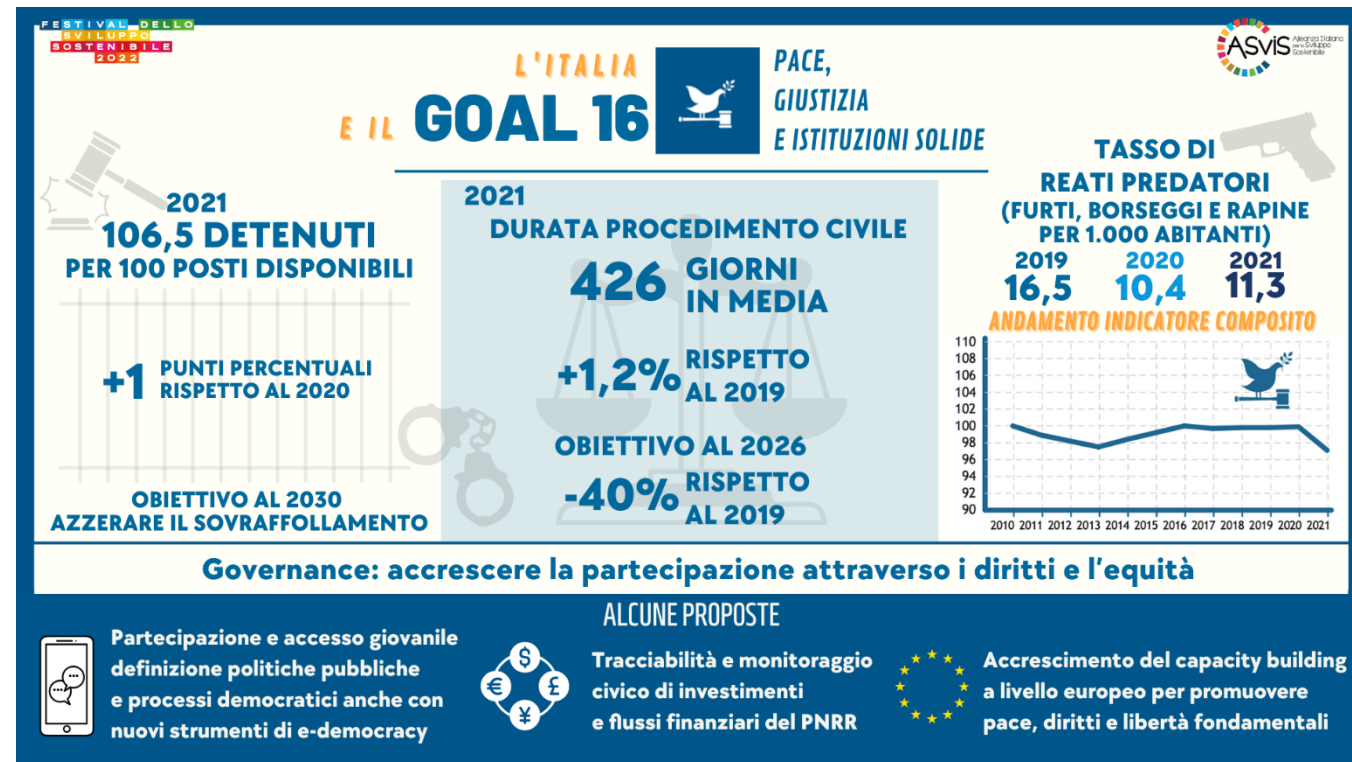 FESTIVAL DELLO
SVILUPPO
SOSTENIBILE
2022
ASviS
Alleanza Italiana
per lo Sviluppo
Sostenibile
L'ITALIA
E IL GOAL 16
PACE,
GIUSTIZIA
E ISTITUZIONI SOLIDE
2021
106,5 DETENUTI
PER 100 POSTI DISPONIBILI
+1 PUNTI PERCENTUALI
RISPETTO AL 2020
OBIETTIVO AL 2030
AZZERARE IL SOVRAFFOLLAMENTO
2021
DURATA PROCEDIMENTO CIVILE
426 GIORNI
IN MEDIA
+1,2% RISPETTO
AL 2019
OBIETTIVO AL 2026
-40% RISPETTO
AL 2019
TASSO DI
REATI PREDATORI
(FURTI, BORSEGGI E RAPINE
PER 1.000 ABITANTI)
2019 2020 2021
16,5 10,4 11,3
ANDAMENTO INDICATORE COMPOSITO
110
108
106
104
102
100
98
96
94
92
90
2010 2011 2012 2013 2014 2015 2016 2017 2018 2019 2020 2021
Governance: accrescere la partecipazione attraverso i diritti e l'equità
ALCUNE PROPOSTE
Partecipazione e accesso giovanile
definizione politiche pubbliche
e processi democratici anche con
nuovi strumenti di e-democracy
$
€ £
¥
Tracciabilità e monitoraggio
civico di investimenti
e flussi finanziari del PNRR
Accrescimento del capacity building
a livello europeo per promuovere
pace, diritti e libertà fondamentali